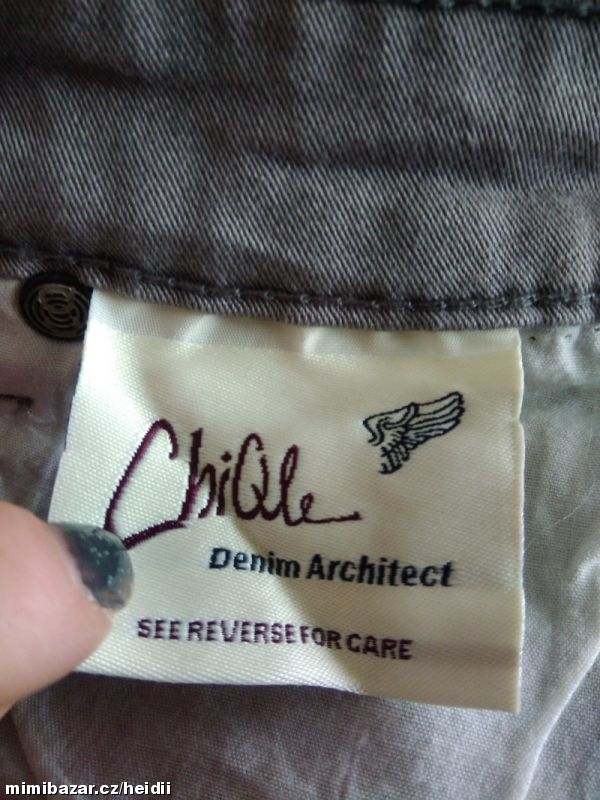 ChiQle
Denim Architect
SEE REVERSE FOR CARE
mimibazar.cz/heidii